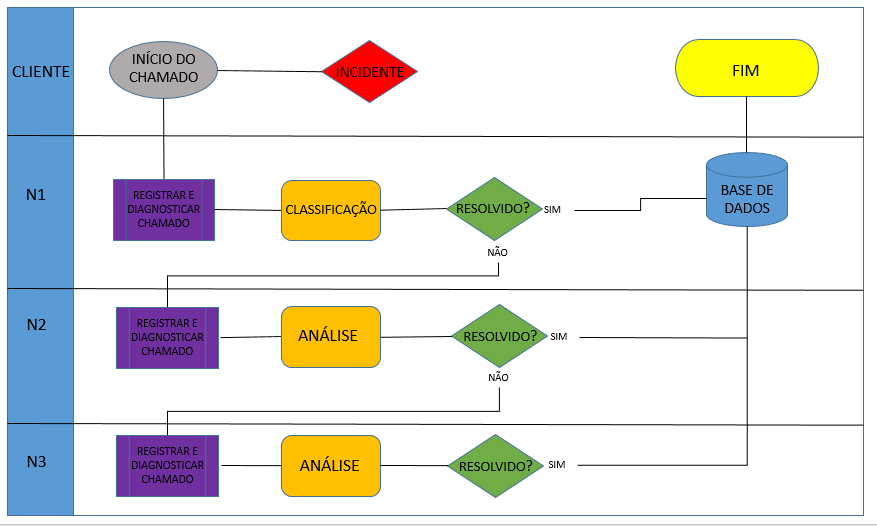 CLIENTE
INÍCIO DO
CHAMADO
INCIDENTE
FIM
N1
REGISTRAR E
DIAGNOSTICAR
CHAMADO
CLASSIFICAÇÃO
RESOLVIDO?
SIM
BASE DE
DADOS
NÃO
N2
REGISTRAR E
DIAGNOSTICAR
CHAMADO
ANÁLISE
RESOLVIDO?
SIM
NÃO
N3
REGISTRAR E
DIAGNOSTICAR
CHAMADO
ANÁLISE
RESOLVIDO?
SIM